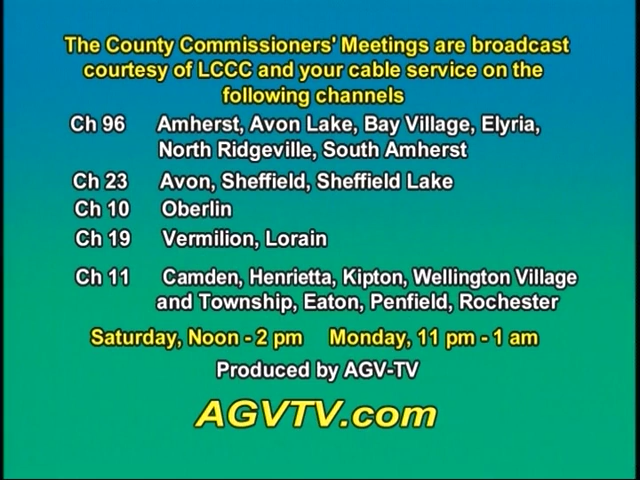 The County Commissioners' Meetings are broadcast
courtesy of LCCC and your cable service on the
following channels
Ch 96 Amherst, Avon Lake, Bay Village, Elyria,
North Ridgeville, South Amherst
Ch 23 Avon, Sheffield, Sheffield Lake
Ch 10 Oberlin
Ch 19 Vermilion, Lorain
Ch 11 Camden, Henrietta, Kipton, Wellington Village
and Township, Eaton, Penfield, Rochester
Saturday, Noon - 2 pm Monday, 11 pm - 1 am
Produced by AGV-TV
AGVTV.com